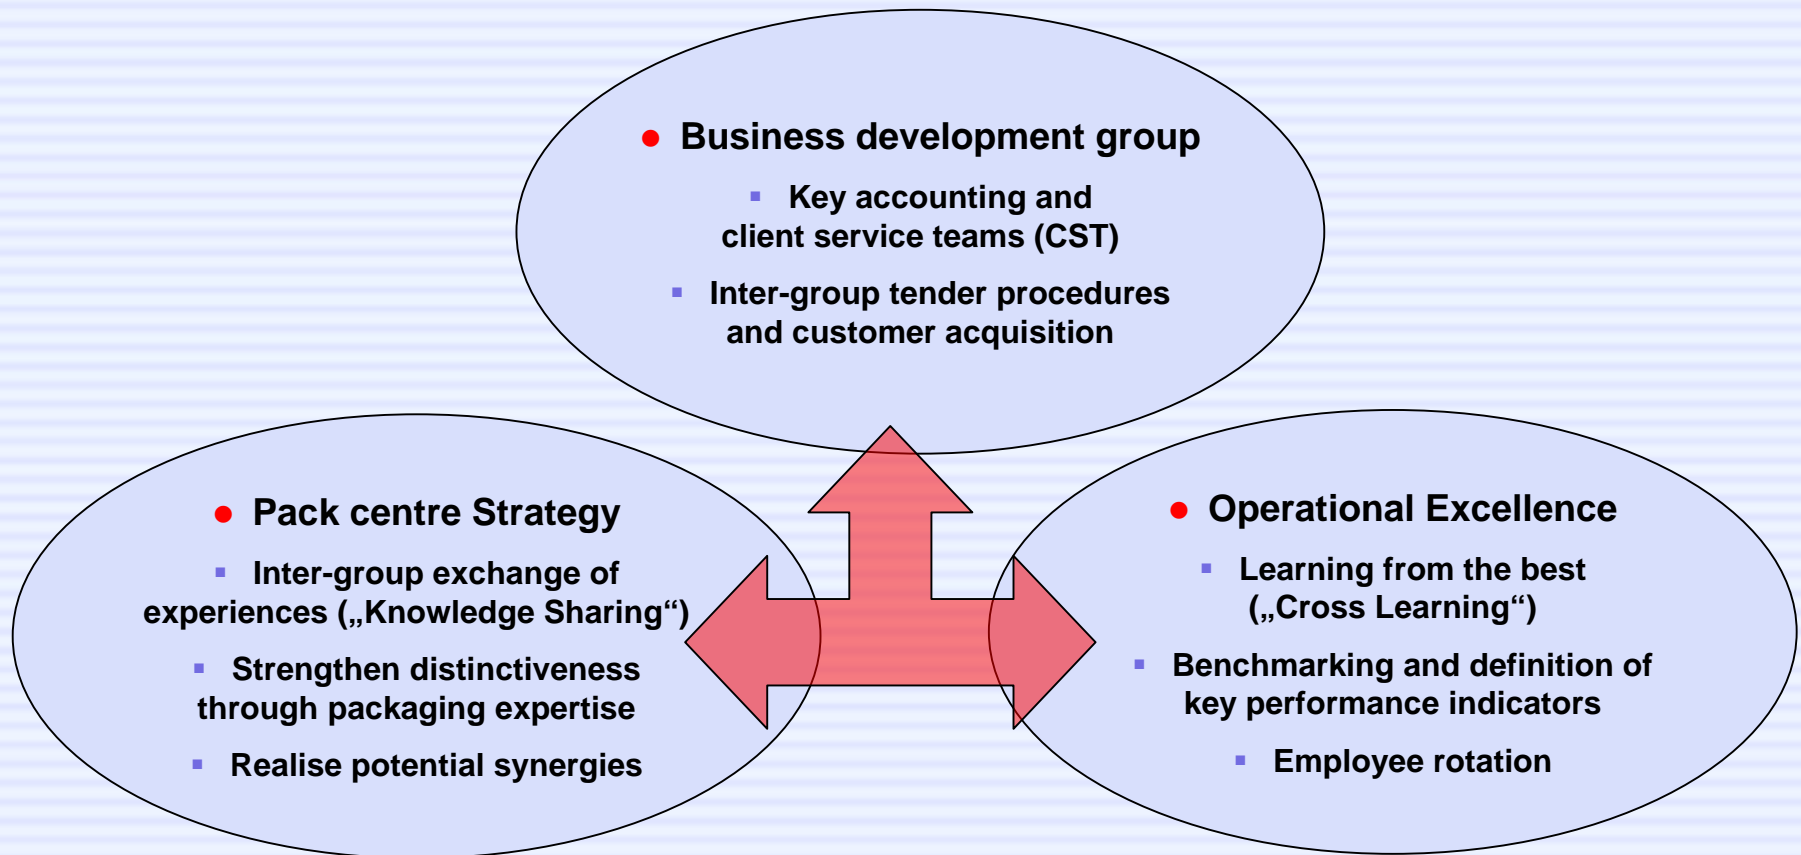 ● Business development group
▪ Key accounting and
client service teams (CST)
▪ Inter-group tender procedures
and customer acquisition
● Pack centre Strategy
▪ Inter-group exchange of
experiences („Knowledge Sharing“)
▪ Strengthen distinctiveness
through packaging expertise
▪ Realise potential synergies
● Operational Excellence
▪ Learning from the best
(„Cross Learning“)
▪ Benchmarking and definition of
key performance indicators
▪ Employee rotation